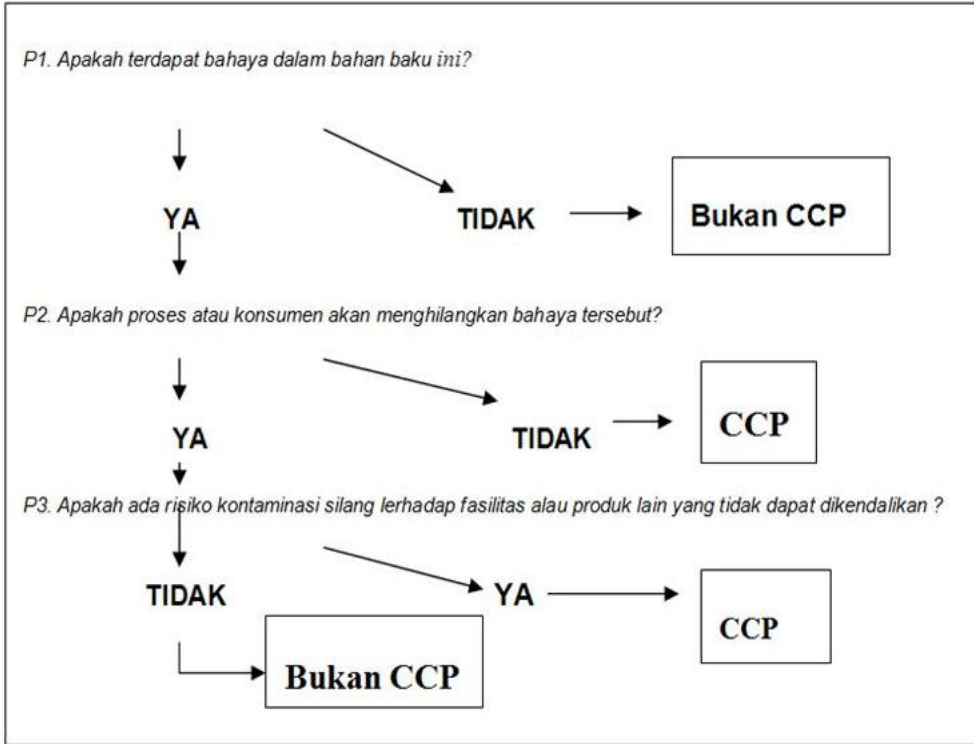 P1. Apakah terdapat bahaya dalam bahan baku ini?
YA
TIDAK
Bukan CCP
P2. Apakah proses atau konsumen akan menghilangkan bahaya tersebut?
YA
TIDAK
CCP
P3. Apakah ada risiko kontaminasi silang lerhadap fasilitas alau produk lain yang tidak dapat dikendalikan ?
TIDAK
YA
CCP
Bukan CCP